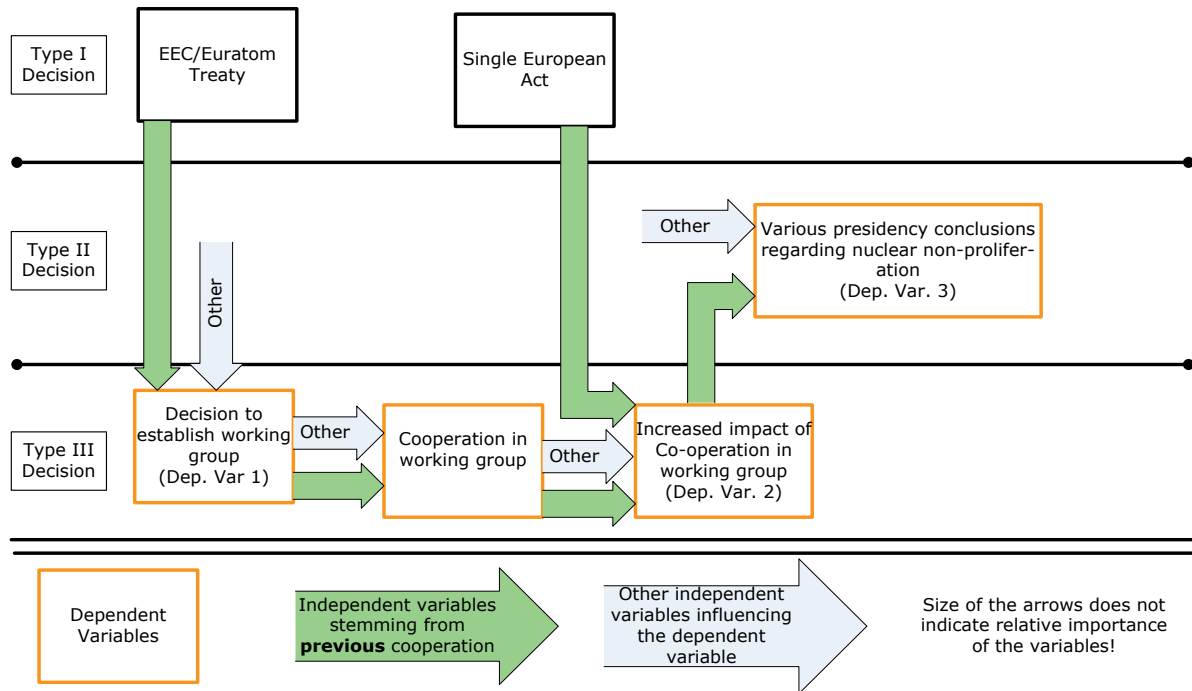 Type I
Decision
EEC/Euratom
Treaty
Single European
Act
Type II
Decision
Other
Other
Various presidency conclusions
regarding nuclear non-prolifer-
ation
(Dep. Var. 3)
Type III
Decision
Decision to
establish working
group
(Dep. Var 1)
Other
Cooperation in
working group
Other
Increased impact of
Co-operation in
working group
(Dep. Var. 2)
Dependent
Variables
Independent variables
stemming from
previous cooperation
Other independent
variables influencing
the dependent
variable
Size of the arrows does not
indicate relative importance
of the variables!